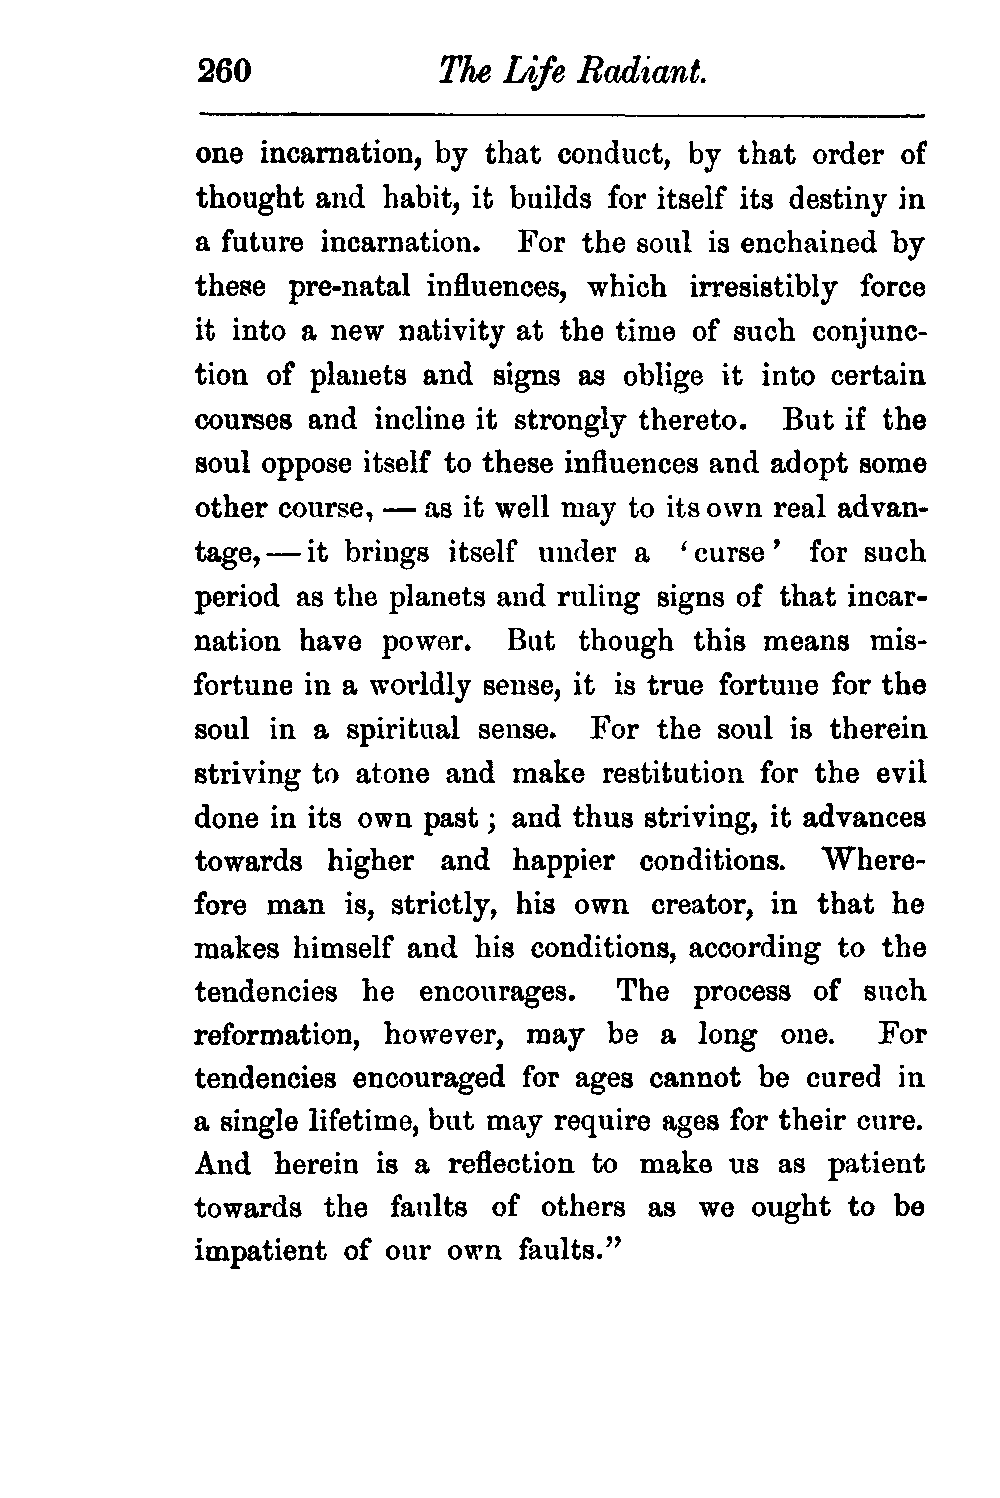 260 The Life Radiant.
one incarnation, by that conduct, by that order of
thought and habit, it builds for itself its destiny in
a future incarnation. For the soul is enchained by
these pre-natal influences, which irresistibly force
it into a new nativity at the time of such conjunc-
tion of planets and signs as oblige it into certain
courses and incline it strongly thereto. But if the
soul oppose itself to these influences and adopt some
other course, — as it well may to its own real advan-
tage, — it brings itself under a ‘curse’ for such
period as the planets and ruling signs of that incar-
nation have power. But though this means mis-
fortune in a worldly sense, it is true fortune for the
soul in a spiritual sense. For the soul is therein
striving to atone and make restitution for the evil
done in its own past; and thus striving, it advances
towards higher and happier conditions. Where-
fore man is, strictly, his own creator, in that he
makes himself and his conditions, according to the
tendencies he encourages. The process of such
reformation, however, may be a long one. For
tendencies encouraged for ages cannot be cured in
a single lifetime, but may require ages for their cure.
And herein is a reflection to make us as patient
towards the faults of others as we ought to be
impatient of our own faults.”